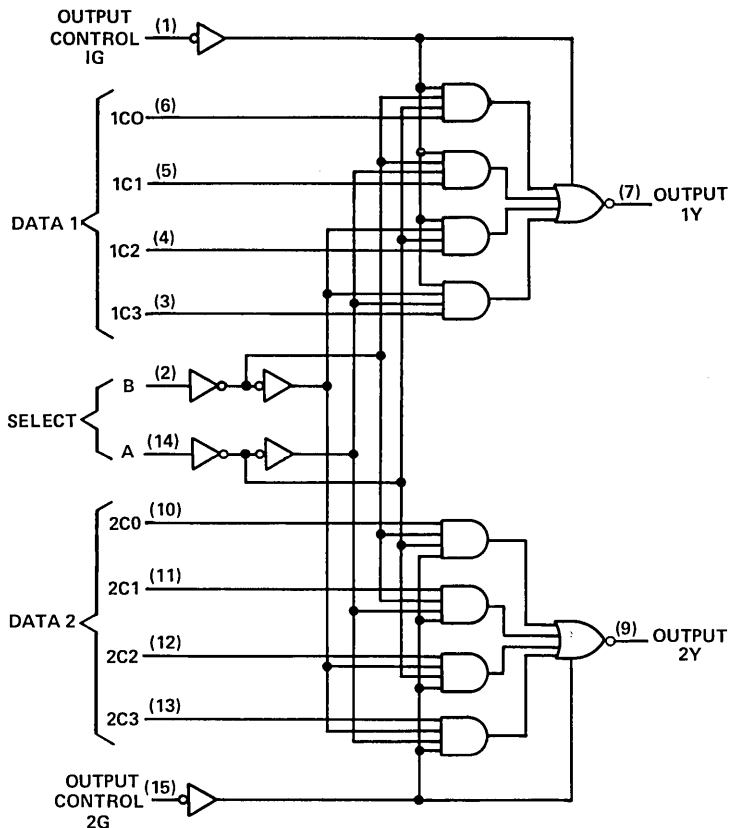 OUTPUT
CONTROL
IG
(1)
DATA 1
1CO
(6)
1C1
(5)
1C2
(4)
1C3
(3)
(7)
OUTPUT
1Y
SELECT
B
(2)
A
(14)
DATA 2
2C0
(10)
2C1
(11)
2C2
(12)
2C3
(13)
(9)
OUTPUT
2Y
OUTPUT
CONTROL
2G
(15)